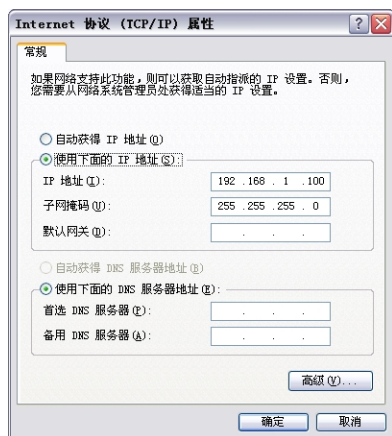 Internet 协议 (TCP/IP) 属性
常规
如果网络支持此功能，则可以获取自动指派的 IP 设置。否则，
您需要从网络系统管理员处获得适当的 IP 设置。
自动获得 IP 地址(O)
使用下面的 IP 地址(S):
IP 地址(I): 192 .168 . 1 .100
子网掩码(U): 255 .255 .255 . 0
默认网关(D): . . .
自动获得 DNS 服务器地址(B)
使用下面的 DNS 服务器地址(E):
首选 DNS 服务器(P): . . .
备用 DNS 服务器(A): . . .
高级(V)...
确定 取消